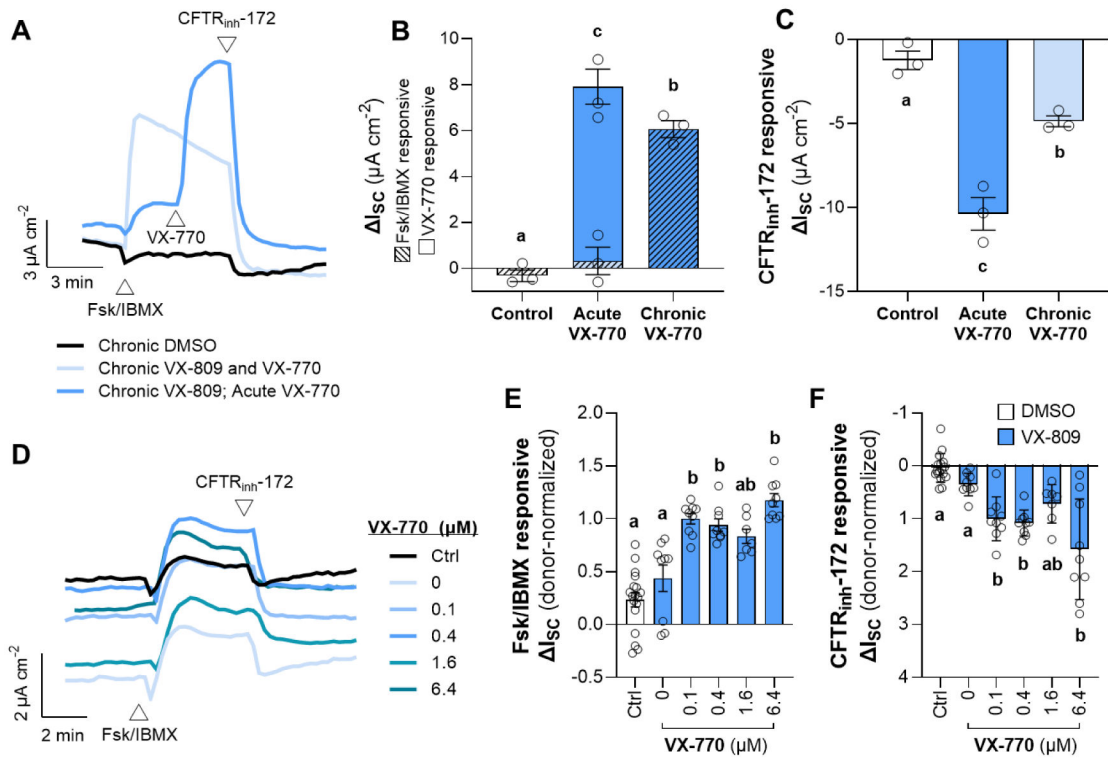 A
CFTRinh-172
VX-770
3 μA cm-2
3 min
Fsk/IBMX
Chronic DMSO
Chronic VX-809 and VX-770
Chronic VX-809; Acute VX-770
B
ΔISC (μA cm-2)
Fsk/IBMX responsive
VX-770 responsive
10
8
6
4
2
0
a
c
b
Control
Acute VX-770
Chronic VX-770
C
CFTRinh-172 responsive
ΔISC (μA cm-2)
0
-5
-10
-15
a
c
b
Control
Acute VX-770
Chronic VX-770
D
CFTRinh-172
2 μA cm-2
2 min
Fsk/IBMX
VX-770 (μM)
Ctrl
0
0.1
0.4
1.6
6.4
E
Fsk/IBMX responsive
ΔISC (donor-normalized)
2.0
1.5
1.0
0.5
0.0
-0.5
a
a
b
b
ab
b
Ctrl
0
0.1
0.4
1.6
6.4
VX-770 (μM)
F
CFTRinh-172 responsive
ΔISC (donor-normalized)
-1
0
1
2
3
4
DMSO
VX-809
a
a
b
b
ab
b
Ctrl
0
0.1
0.4
1.6
6.4
VX-770 (μM)